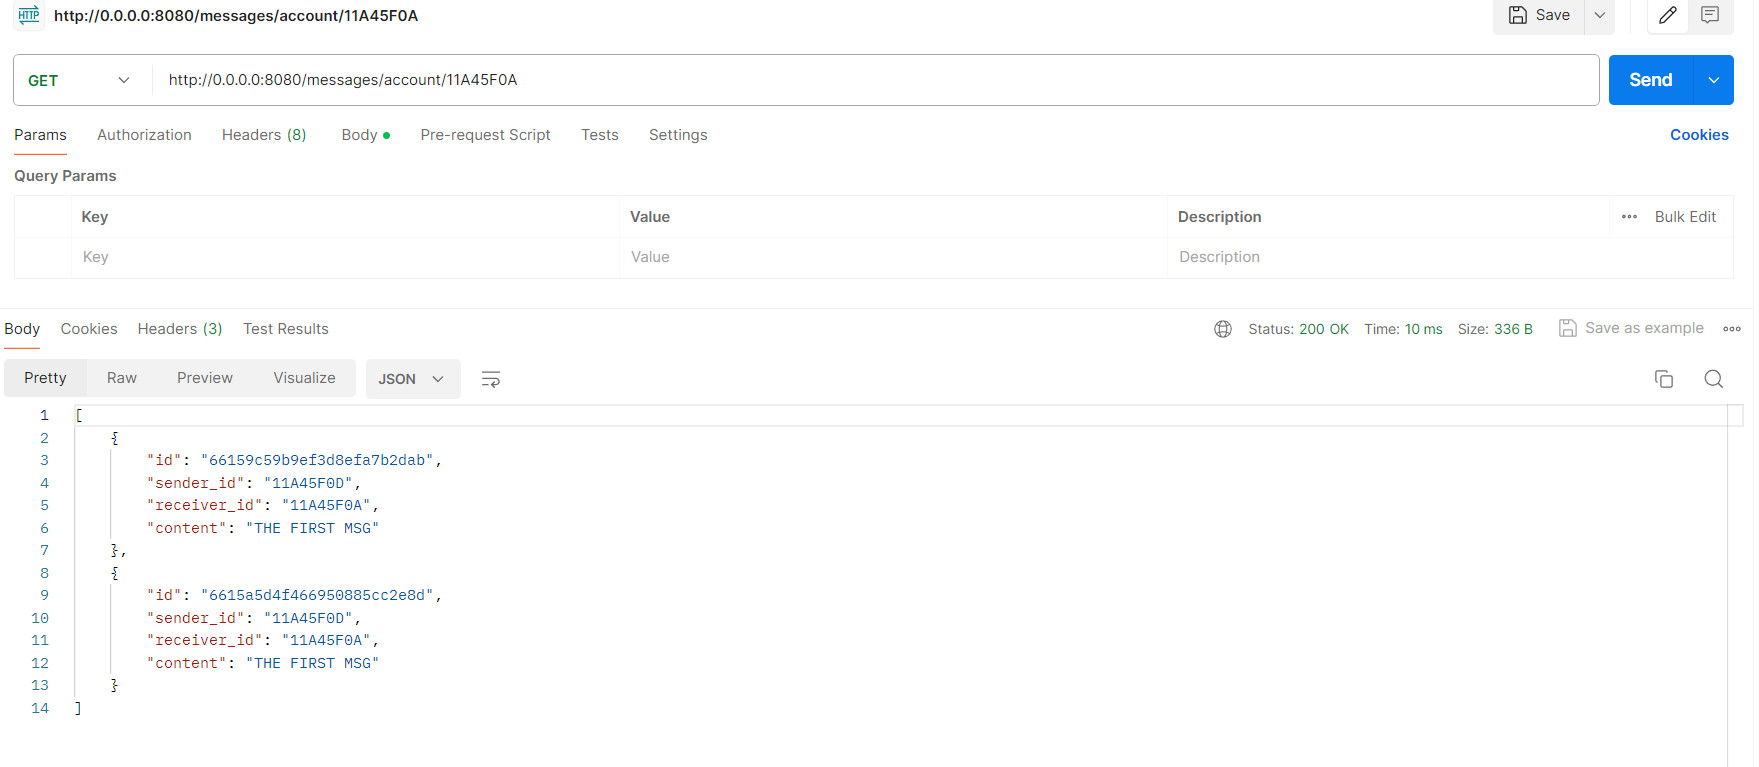 HTTP http://0.0.0.0:8080/messages/account/11A45F0A Save
GET http://0.0.0.0:8080/messages/account/11A45F0A Send
Params Authorization Headers (8) Body Pre-request Script Tests Settings Cookies
Query Params
Key Value Description Bulk Edit
Key Value Description
Body Cookies Headers (3) Test Results Status: 200 OK Time: 10 ms Size: 336 B Save as example
Pretty Raw Preview Visualize JSON
1 [
2 {
3 "id": "66159c59b9ef3d8efa7b2dab",
4 "sender_id": "11A45F0D",
5 "receiver_id": "11A45F0A",
6 "content": "THE FIRST MSG"
7 },
8 {
9 "id": "6615a5d4f466950885cc2e8d",
10 "sender_id": "11A45F0D",
11 "receiver_id": "11A45F0A",
12 "content": "THE FIRST MSG"
13 }
14 ]